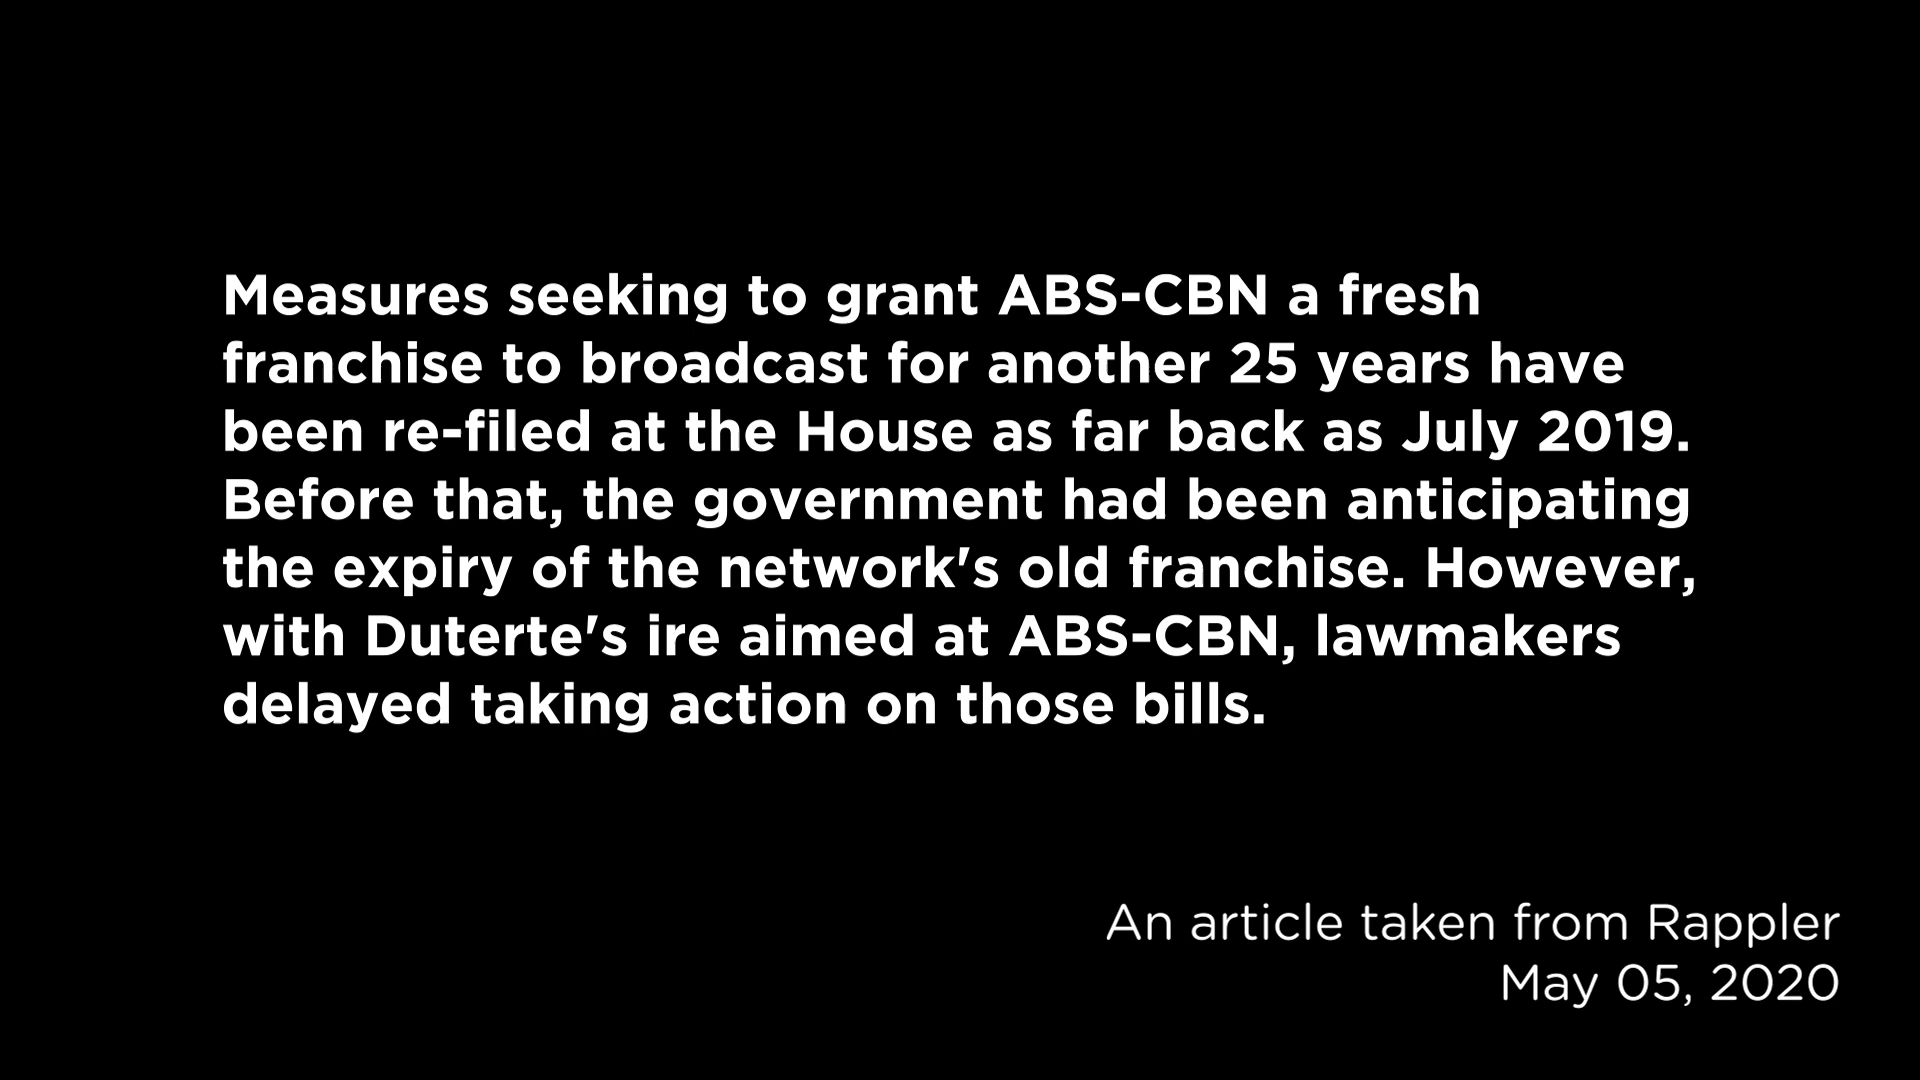 Measures seeking to grant ABS-CBN a fresh
franchise to broadcast for another 25 years have
been re-filed at the House as far back as July 2019.
Before that, the government had been anticipating
the expiry of the network's old franchise. However,
with Duterte's ire aimed at ABS-CBN, lawmakers
delayed taking action on those bills.
An article taken from Rappler
May 05, 2020